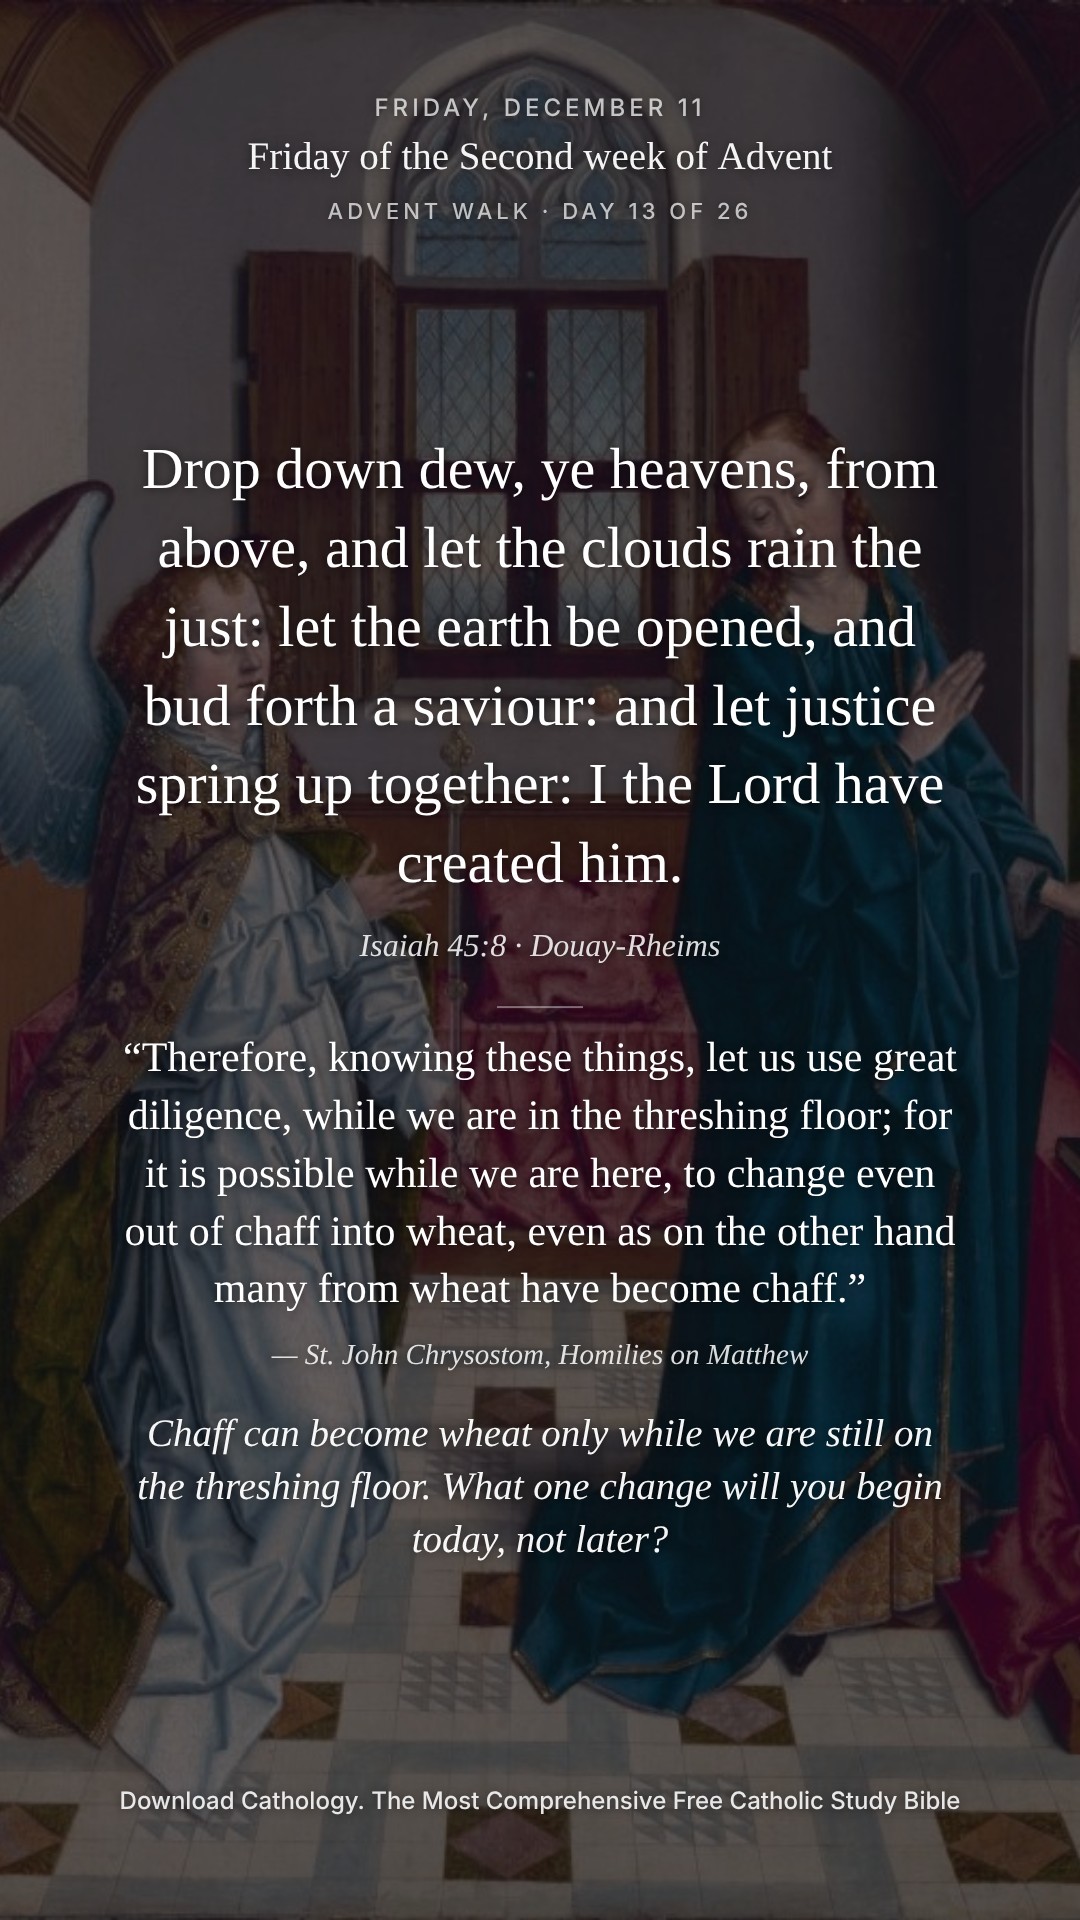 FRIDAY, DECEMBER 11
Friday of the Second week of Advent
ADVENT WALK · DAY 13 OF 26
Drop down dew, ye heavens, from
above, and let the clouds rain the
just: let the earth be opened, and
bud forth a saviour: and let justice
spring up together: I the Lord have
created him.
Isaiah 45:8 · Douay-Rheims
“Therefore, knowing these things, let us use great
diligence, while we are in the threshing floor; for
it is possible while we are here, to change even
out of chaff into wheat, even as on the other hand
many from wheat have become chaff.”
— St. John Chrysostom, Homilies on Matthew
Chaff can become wheat only while we are still on
the threshing floor. What one change will you begin
today, not later?
Download Cathology. The Most Comprehensive Free Catholic Study Bible